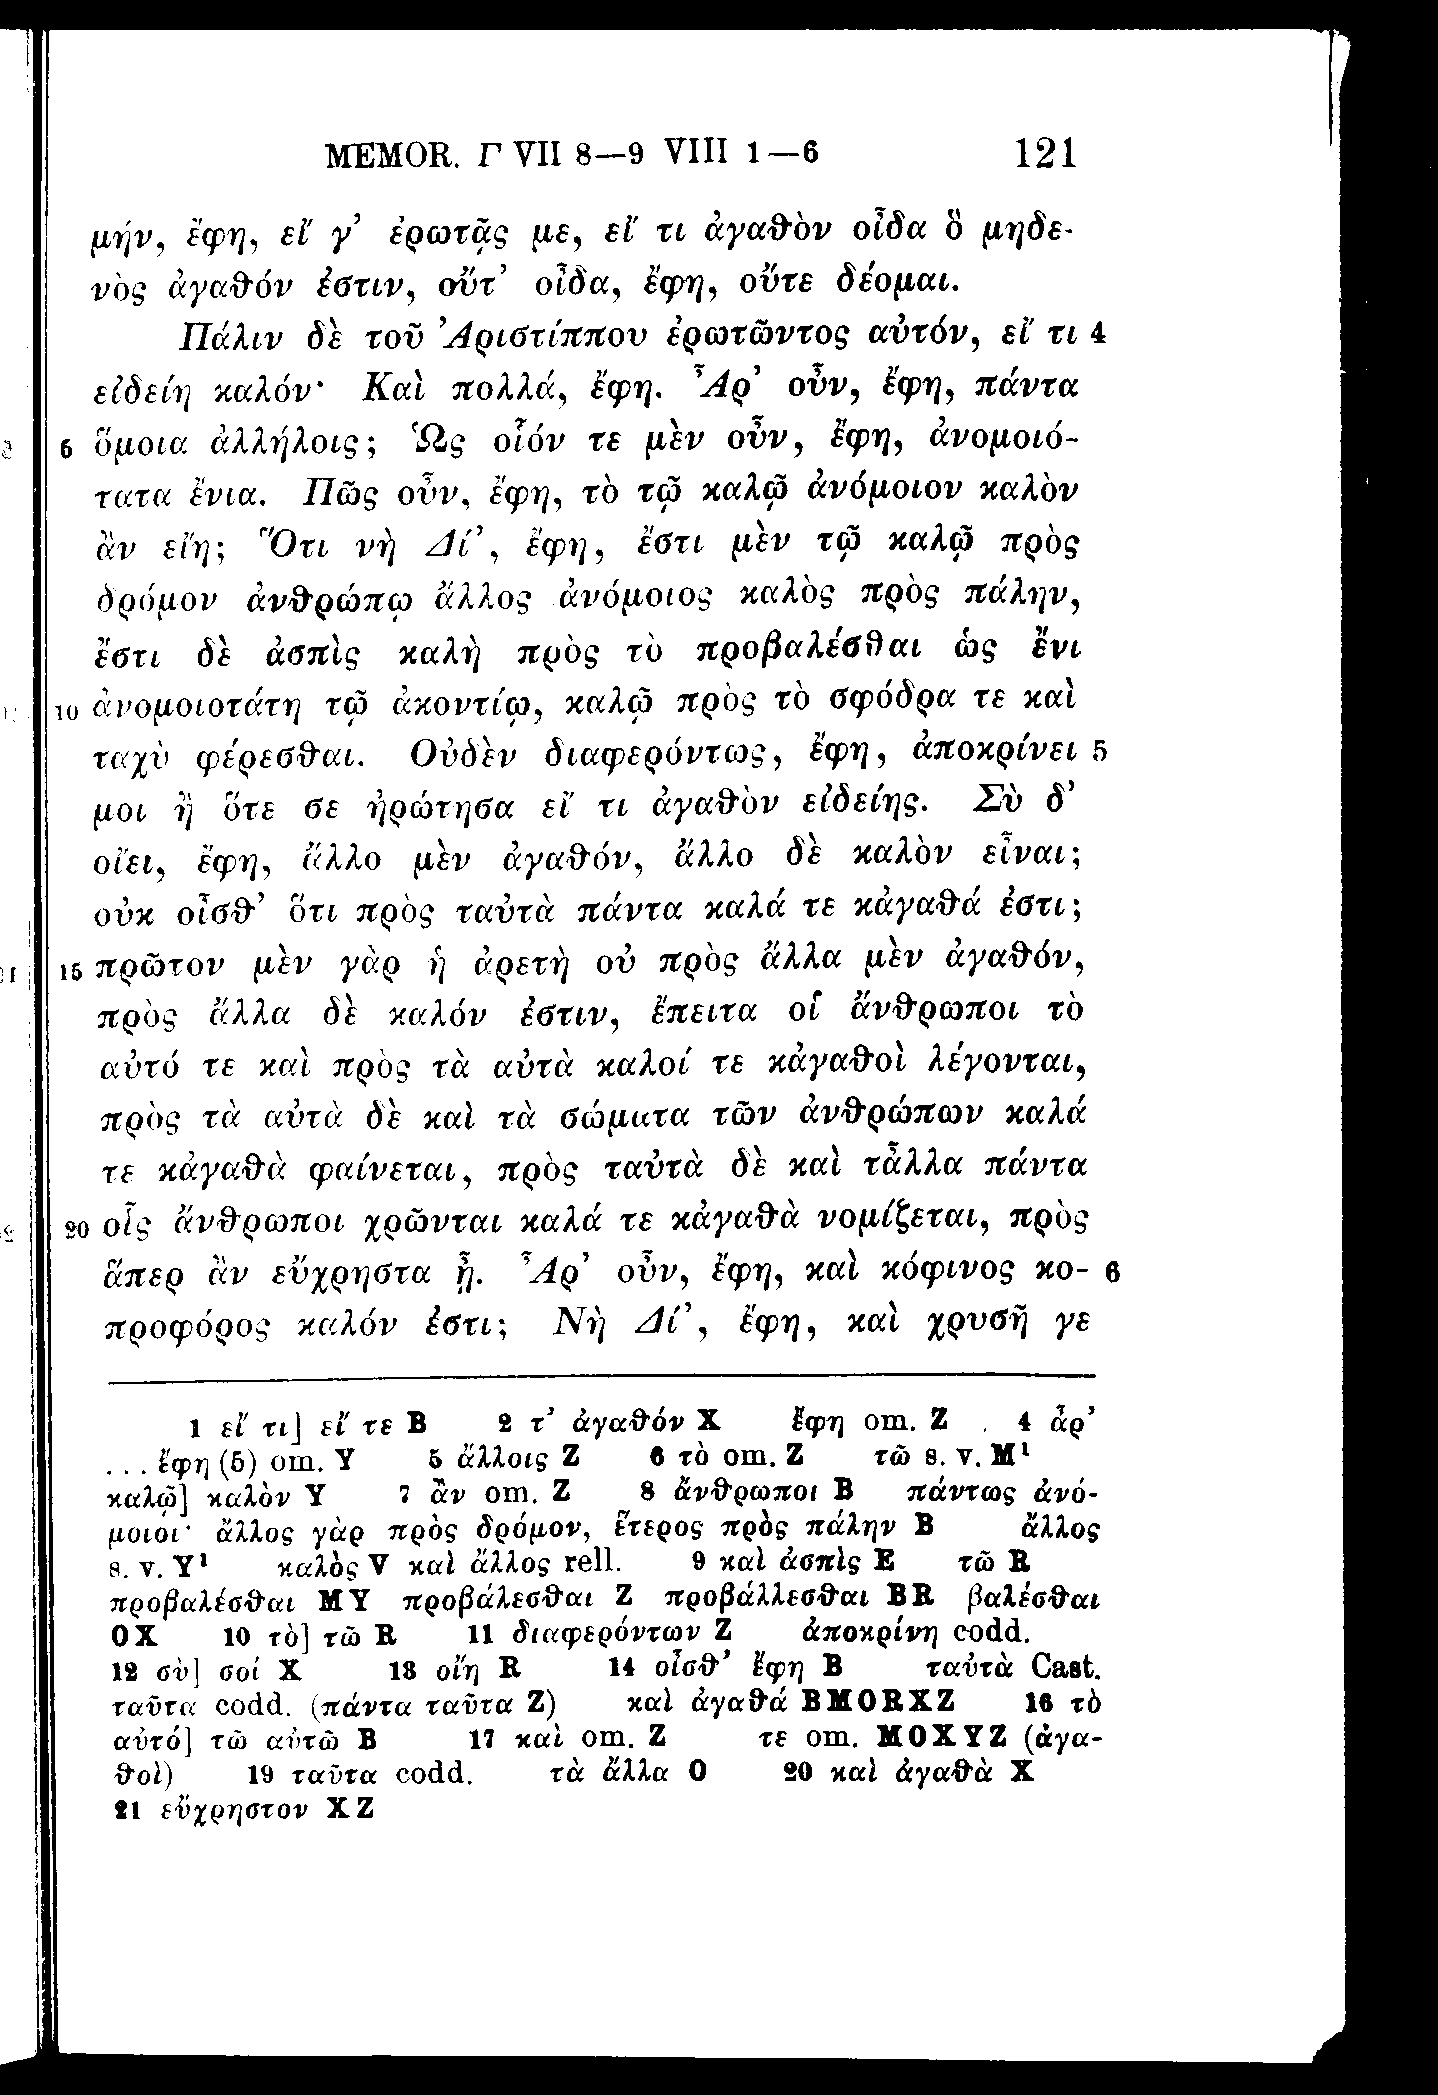 MEMOR. Γ VII 8—9 VIII 1—6 121
μήν, ἔφη, εἴ γ' ἐρωτᾷς με, εἴ τι ἀγαθὸν οἶδα ὃ μηδε-
νὸς ἀγαθόν ἐστιν, οὔτ' οἶδα, ἔφη, οὔτε δέομαι.
Πάλιν δὲ τοῦ Ἀριστίππου ἐρωτῶντος αὐτόν, εἴ τι 4
εἰδείη καλόν· Καὶ πολλά, ἔφη. Ἆρ' οὖν, ἔφη, πάντα
5 ὅμοια ἀλλήλοις; Ὡς οἷόν τε μὲν οὖν, ἔφη, ἀνομοιό-
τατα ἔνια. Πῶς οὖν, ἔφη, τὸ τῷ καλῷ ἀνόμοιον καλὸν
ἂν εἴη; Ὅτι νὴ Δί', ἔφη, ἔστι μὲν τῷ καλῷ πρὸς
δρόμον ἀνθρώπῳ ἄλλος ἀνόμοιος καλὸς πρὸς πάλην,
ἔστι δὲ ἀσπὶς καλὴ πρὸς τὸ προβαλέσθαι ὡς ἔνι
10 ἀνομοιοτάτη τῷ ἀκοντίῳ, καλῷ πρὸς τὸ σφόδρα τε καὶ
ταχὺ φέρεσθαι. Οὐδὲν διαφερόντως, ἔφη, ἀποκρίνει 5
μοι ἢ ὅτε σε ἠρώτησα εἴ τι ἀγαθὸν εἰδείης. Σὺ δ'
οἴει, ἔφη, ἄλλο μὲν ἀγαθόν, ἄλλο δὲ καλὸν εἶναι;
οὐκ οἶσθ' ὅτι πρὸς ταὐτὰ πάντα καλά τε κἀγαθά ἐστι;
15 πρῶτον μὲν γὰρ ἡ ἀρετὴ οὐ πρὸς ἄλλα μὲν ἀγαθόν,
πρὸς ἄλλα δὲ καλόν ἐστιν, ἔπειτα οἱ ἄνθρωποι τὸ
αὐτό τε καὶ πρὸς τὰ αὐτὰ καλοί τε κἀγαθοὶ λέγονται,
πρὸς τὰ αὐτὰ δὲ καὶ τὰ σώματα τῶν ἀνθρώπων καλά
τε κἀγαθὰ φαίνεται, πρὸς ταὐτὰ δὲ καὶ τἆλλα πάντα
20 οἷς ἄνθρωποι χρῶνται καλά τε κἀγαθὰ νομίζεται, πρὸς
ἅπερ ἂν εὔχρηστα ᾖ. Ἆρ' οὖν, ἔφη, καὶ κόφινος κο- 6
προφόρος καλόν ἐστι; Νὴ Δί', ἔφη, καὶ χρυσῆ γε
1 εἴ τι] εἴ τε B 2 τ' ἀγαθόν X ἔφη om. Z 4 ἆρ'
... ἔφη (5) om. Y 5 ἄλλοις Z 6 τὸ om. Z τῶ s. v. M¹
καλῷ] καλὸν Y 7 ἂν om. Z 8 ἄνθρωποι B πάντως ἀνό-
μοιοι· ἄλλος γὰρ πρὸς δρόμον, ἕτερος πρὸς πάλην B ἄλλος
s. v. Y¹ καλὸς V καὶ ἄλλος rell. 9 καὶ ἀσπὶς E τῶ R
προβαλέσθαι MY προβάλεσθαι Z προβάλλεσθαι BR βαλέσθαι
OX 10 τὸ] τῶ R 11 διαφερόντων Z ἀποκρίνῃ codd.
12 σὺ] σοί X 13 οἴῃ R 14 οἶσθ' ἔφη B ταὐτὰ Cast.
ταῦτα codd. (πάντα ταῦτα Z) καὶ ἀγαθά BMORXZ 16 τὸ
αὐτό] τῶ αὐτῶ B 17 καὶ om. Z τε om. MOXYZ (ἀγα-
θοὶ) 19 ταῦτα codd. τὰ ἄλλα O 20 καὶ ἀγαθὰ X
21 εὔχρηστον XZ